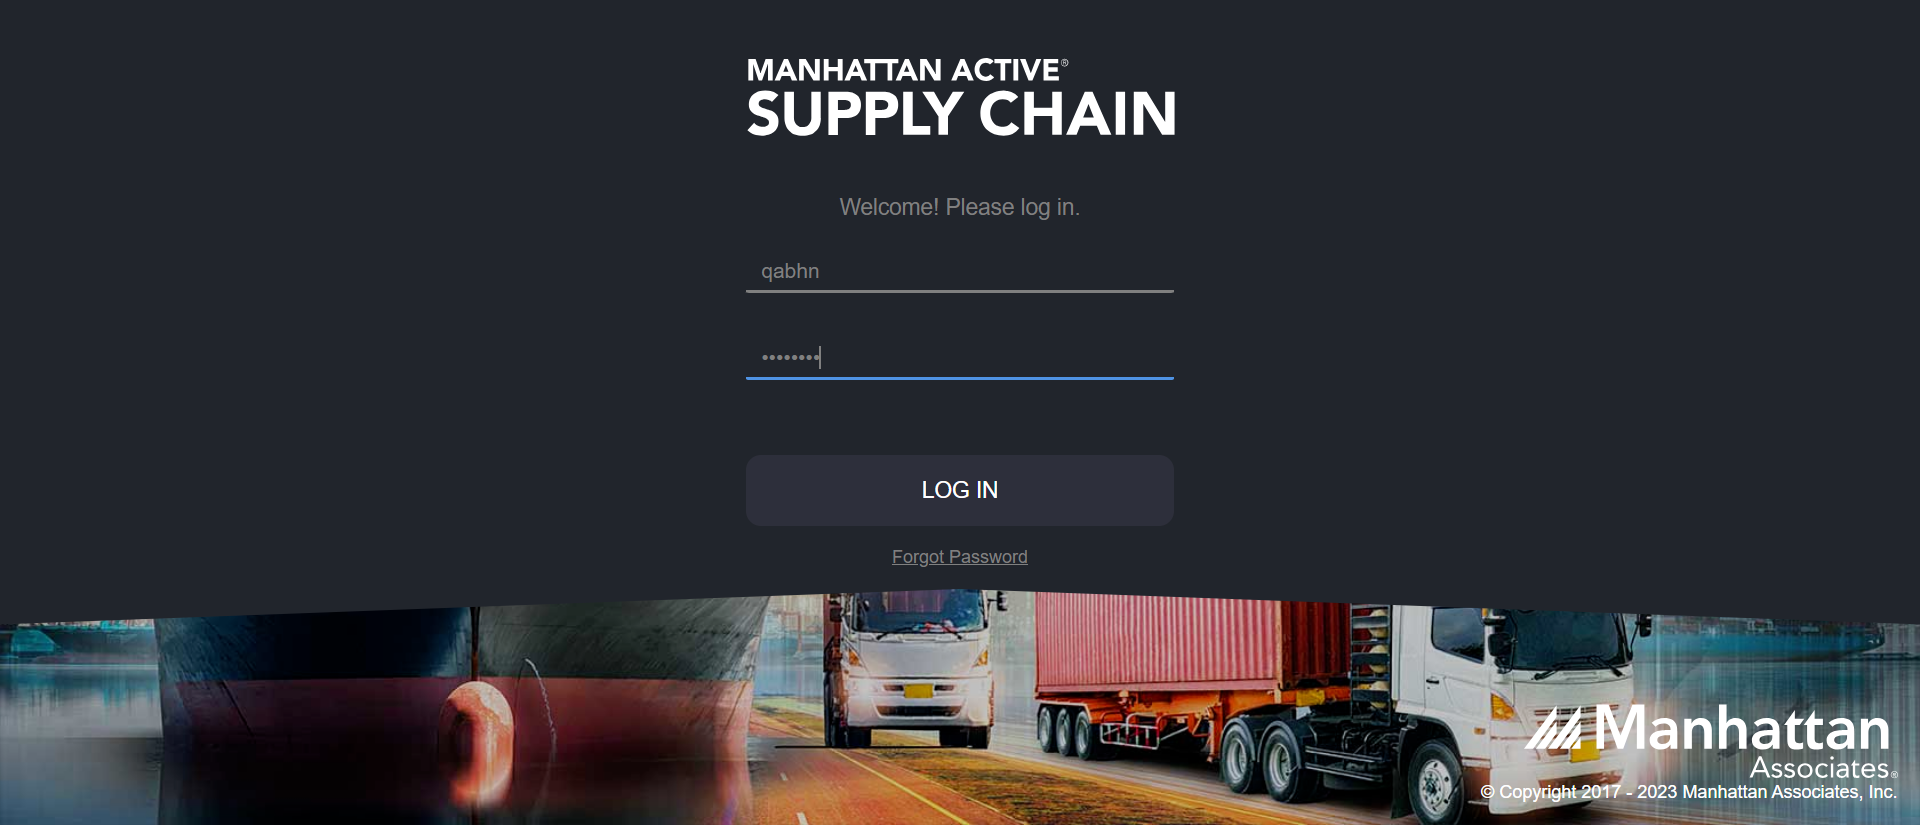 MANHATTAN ACTIVE®
SUPPLY CHAIN
Welcome! Please log in.
qabhn
••••••••
LOG IN
Forgot Password
Manhattan
Associates®
© Copyright 2017 - 2023 Manhattan Associates, Inc.